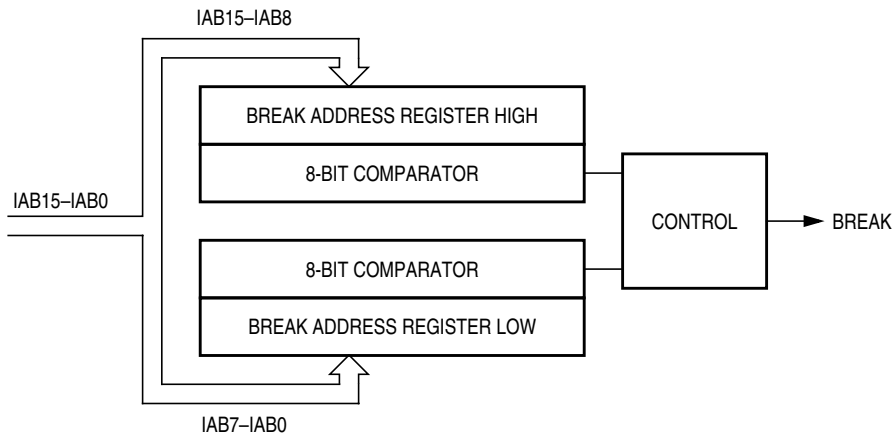 IAB15–IAB8
BREAK ADDRESS REGISTER HIGH
8-BIT COMPARATOR
IAB15–IAB0
CONTROL
BREAK
8-BIT COMPARATOR
BREAK ADDRESS REGISTER LOW
IAB7–IAB0